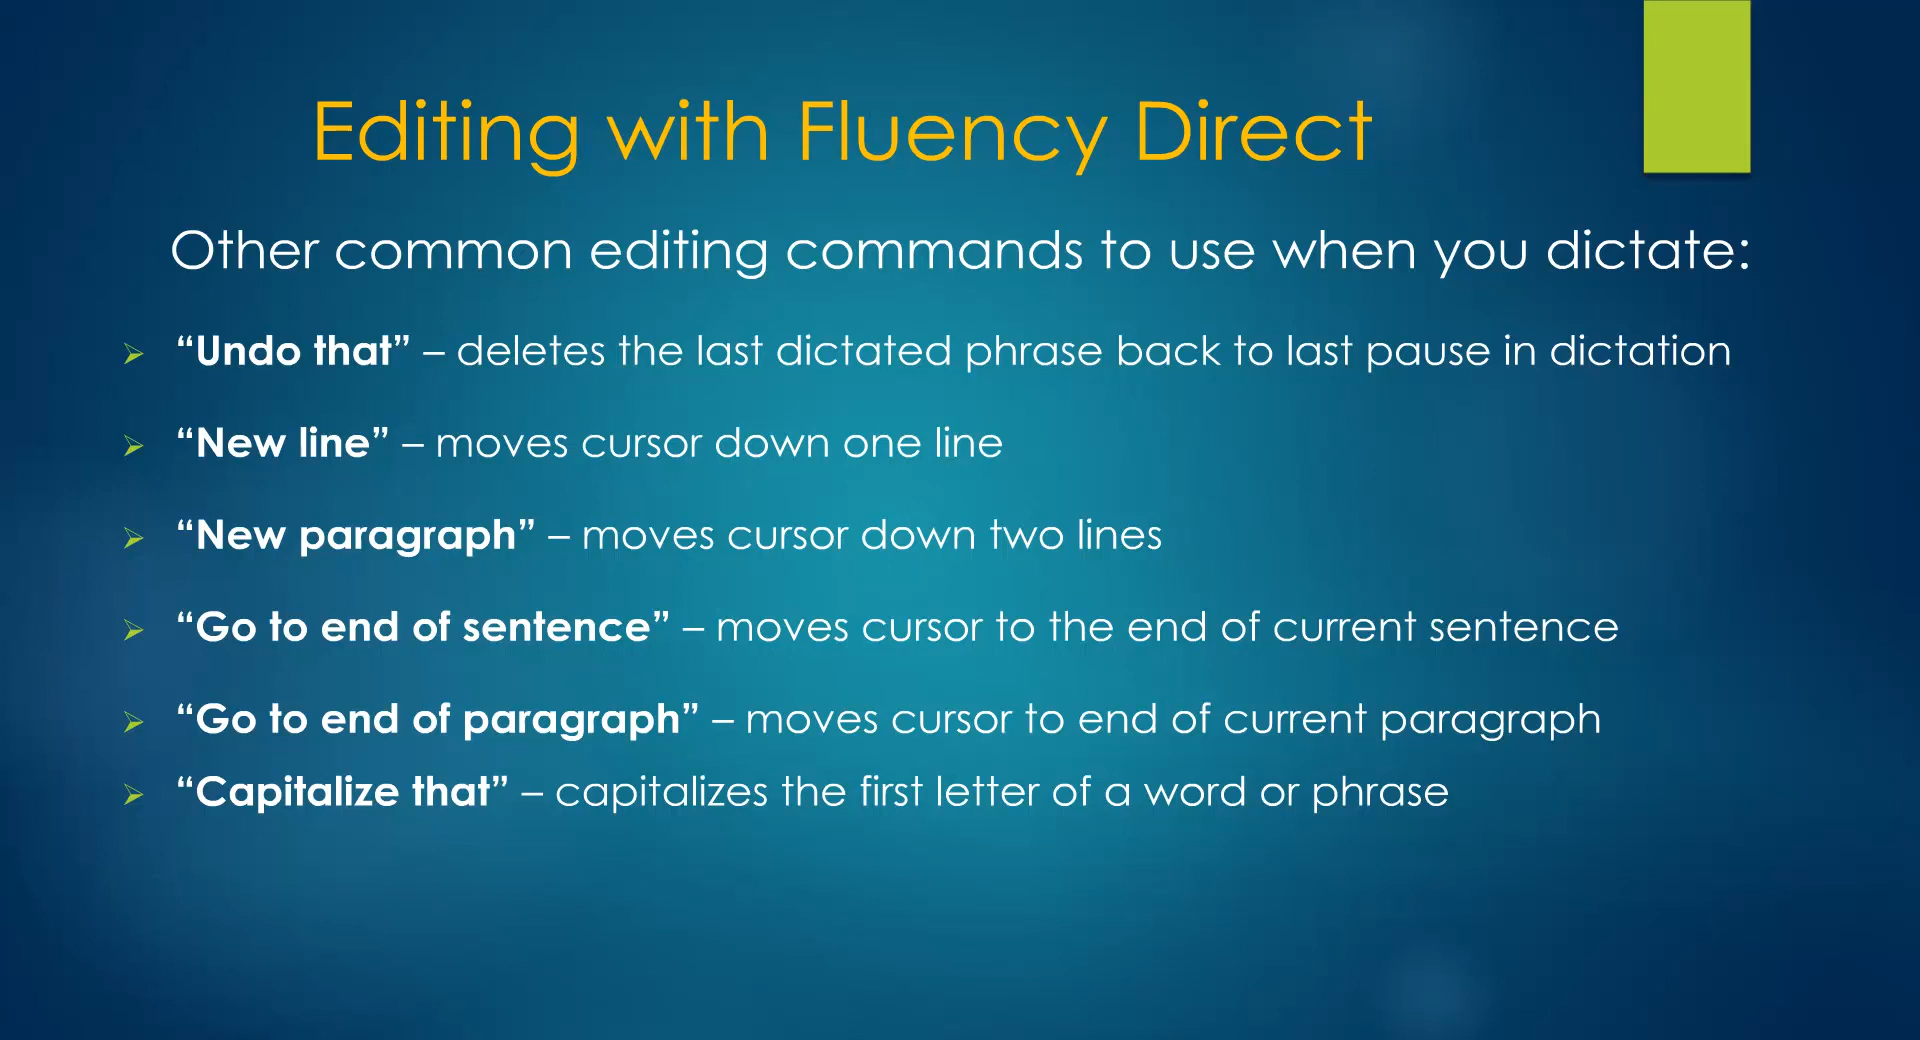 Editing with Fluency Direct
Other common editing commands to use when you dictate:
“Undo that” – deletes the last dictated phrase back to last pause in dictation
“New line” – moves cursor down one line
“New paragraph” – moves cursor down two lines
“Go to end of sentence” – moves cursor to the end of current sentence
“Go to end of paragraph” – moves cursor to end of current paragraph
“Capitalize that” – capitalizes the first letter of a word or phrase